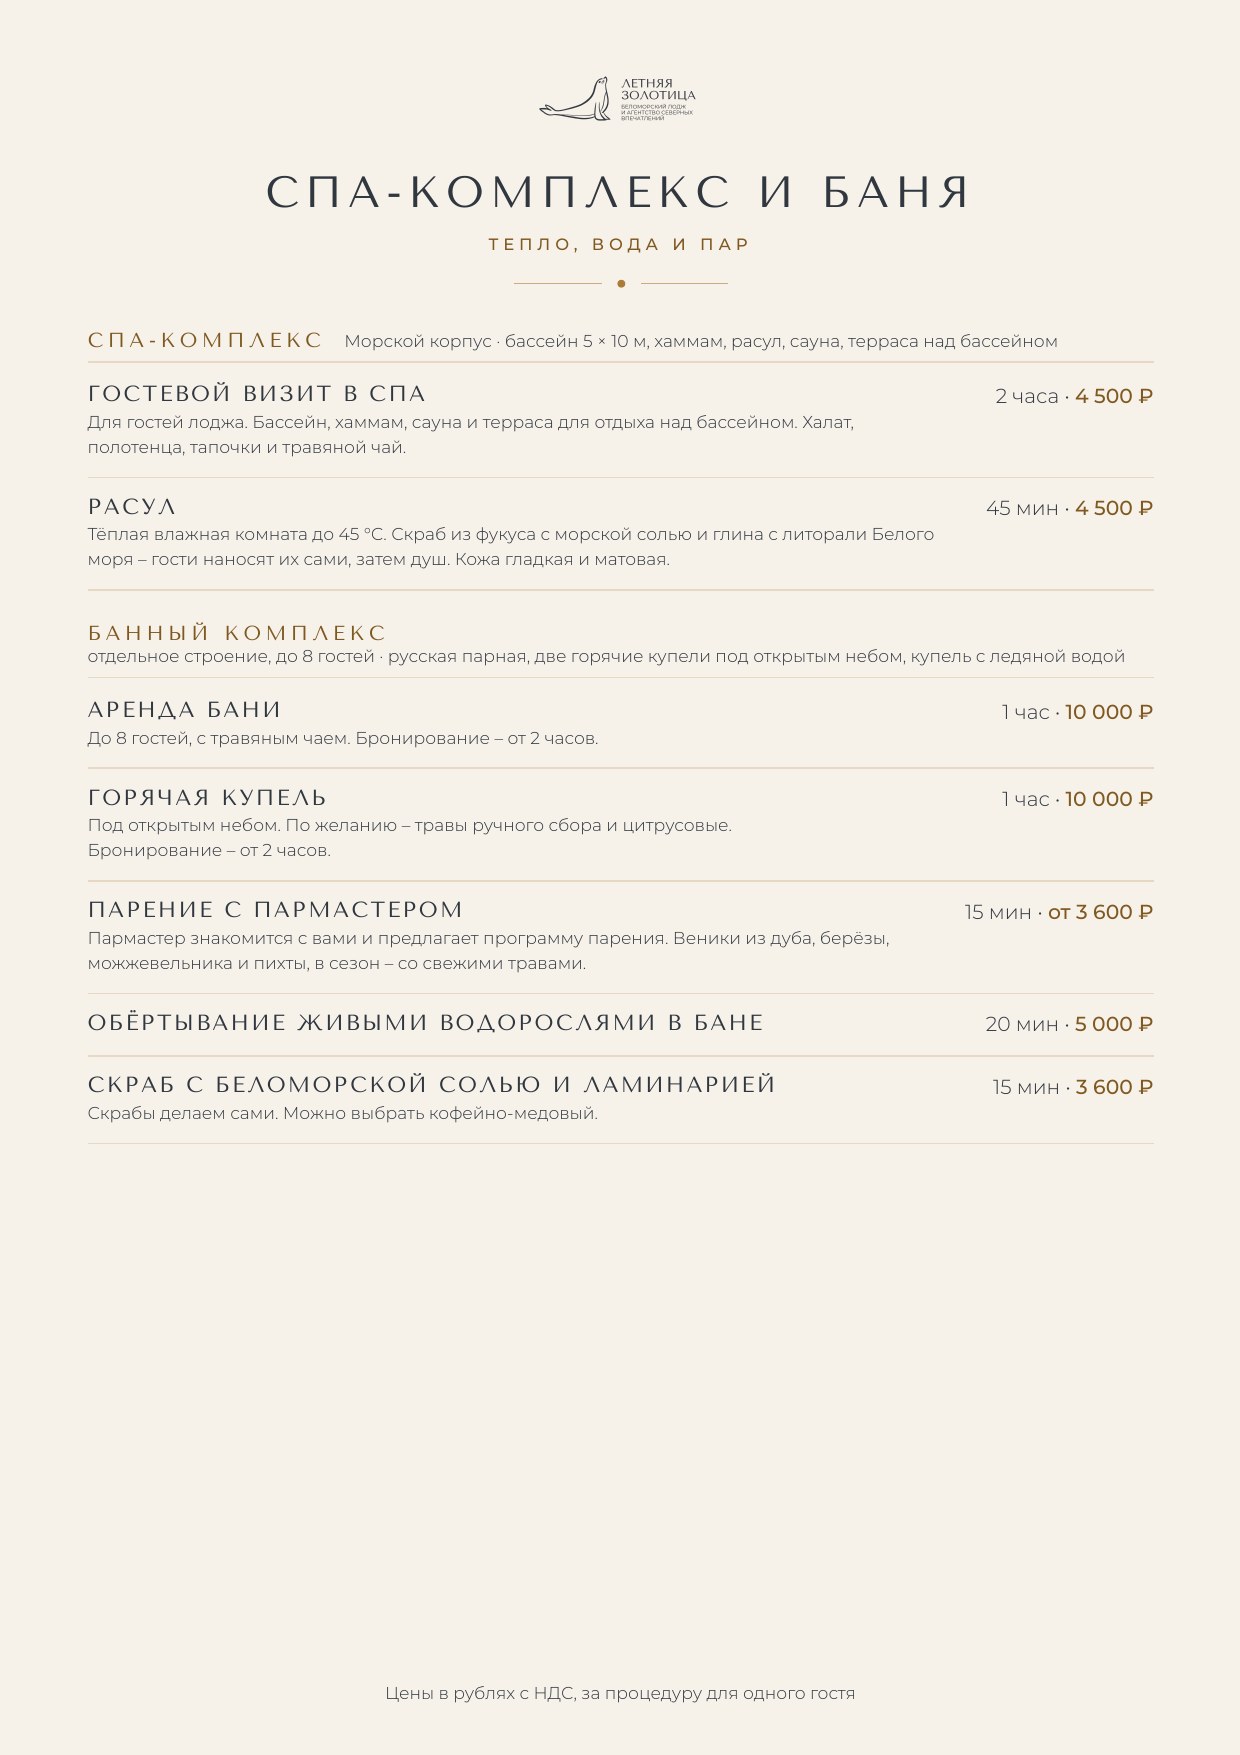 ЛЕТНЯЯ
ЗОЛОТИЦА
БЕЛОМОРСКИЙ ЛОДЖ
И АГЕНТСТВО СЕВЕРНЫХ
ВПЕЧАТЛЕНИЙ
СПА-КОМПЛЕКС И БАНЯ
ТЕПЛО, ВОДА И ПАР
СПА-КОМПЛЕКС Морской корпус · бассейн 5 × 10 м, хаммам, расул, сауна, терраса над бассейном
ГОСТЕВОЙ ВИЗИТ В СПА 2 часа · 4 500 ₽
Для гостей лоджа. Бассейн, хаммам, сауна и терраса для отдыха над бассейном. Халат,
полотенца, тапочки и травяной чай.
РАСУЛ 45 мин · 4 500 ₽
Тёплая влажная комната до 45 °C. Скраб из фукуса с морской солью и глина с литорали Белого
моря – гости наносят их сами, затем душ. Кожа гладкая и матовая.
БАННЫЙ КОМПЛЕКС
отдельное строение, до 8 гостей · русская парная, две горячие купели под открытым небом, купель с ледяной водой
АРЕНДА БАНИ 1 час · 10 000 ₽
До 8 гостей, с травяным чаем. Бронирование – от 2 часов.
ГОРЯЧАЯ КУПЕЛЬ 1 час · 10 000 ₽
Под открытым небом. По желанию – травы ручного сбора и цитрусовые.
Бронирование – от 2 часов.
ПАРЕНИЕ С ПАРМАСТЕРОМ 15 мин · от 3 600 ₽
Пармастер знакомится с вами и предлагает программу парения. Веники из дуба, берёзы,
можжевельника и пихты, в сезон – со свежими травами.
ОБЁРТЫВАНИЕ ЖИВЫМИ ВОДОРОСЛЯМИ В БАНЕ 20 мин · 5 000 ₽
СКРАБ С БЕЛОМОРСКОЙ СОЛЬЮ И ЛАМИНАРИЕЙ 15 мин · 3 600 ₽
Скрабы делаем сами. Можно выбрать кофейно-медовый.
Цены в рублях с НДС, за процедуру для одного гостя